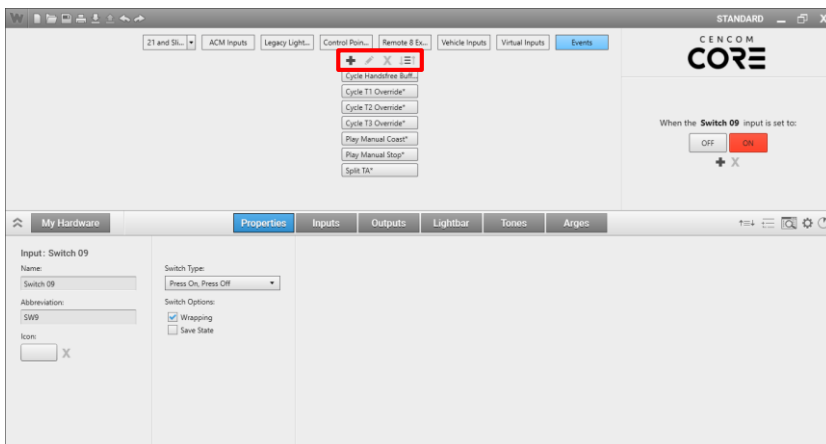 W STANDARD X
21 and Sli... ACM Inputs Legacy Light... Control Poin... Remote 8 Ex... Vehicle Inputs Virtual Inputs Events
CENCOM
CORE
Cycle Handsfree Buff...
Cycle T1 Override*
Cycle T2 Override*
Cycle T3 Override*
Play Manual Coast*
Play Manual Stop*
Split TA*
When the Switch 09 input is set to:
OFF ON
X
My Hardware Properties Inputs Outputs Lightbar Tones Arges
Input: Switch 09
Name:
Switch 09
Abbreviation:
SW9
Icon:
X
Switch Type:
Press On, Press Off
Switch Options:
Wrapping
Save State